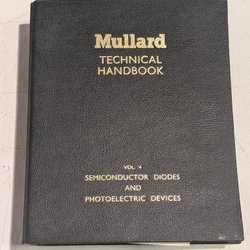 Mullard
TECHNICAL
HANDBOOK
VOL 4
SEMICONDUCTOR DIODES
AND
PHOTOELECTRIC DEVICES